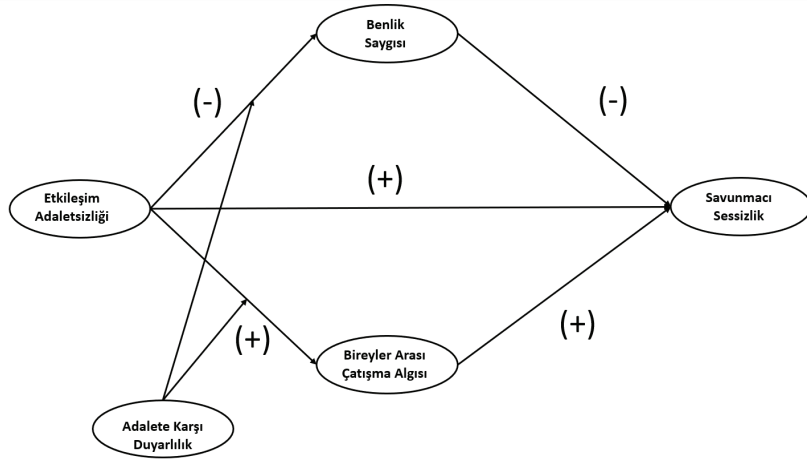 Benlik
Saygısı
(-)
(-)
(+)
Etkileşim
Adaletsizliği
Savunmacı
Sessizlik
(+)
(+)
Bireyler Arası
Çatışma Algısı
Adalete Karşı
Duyarlılık